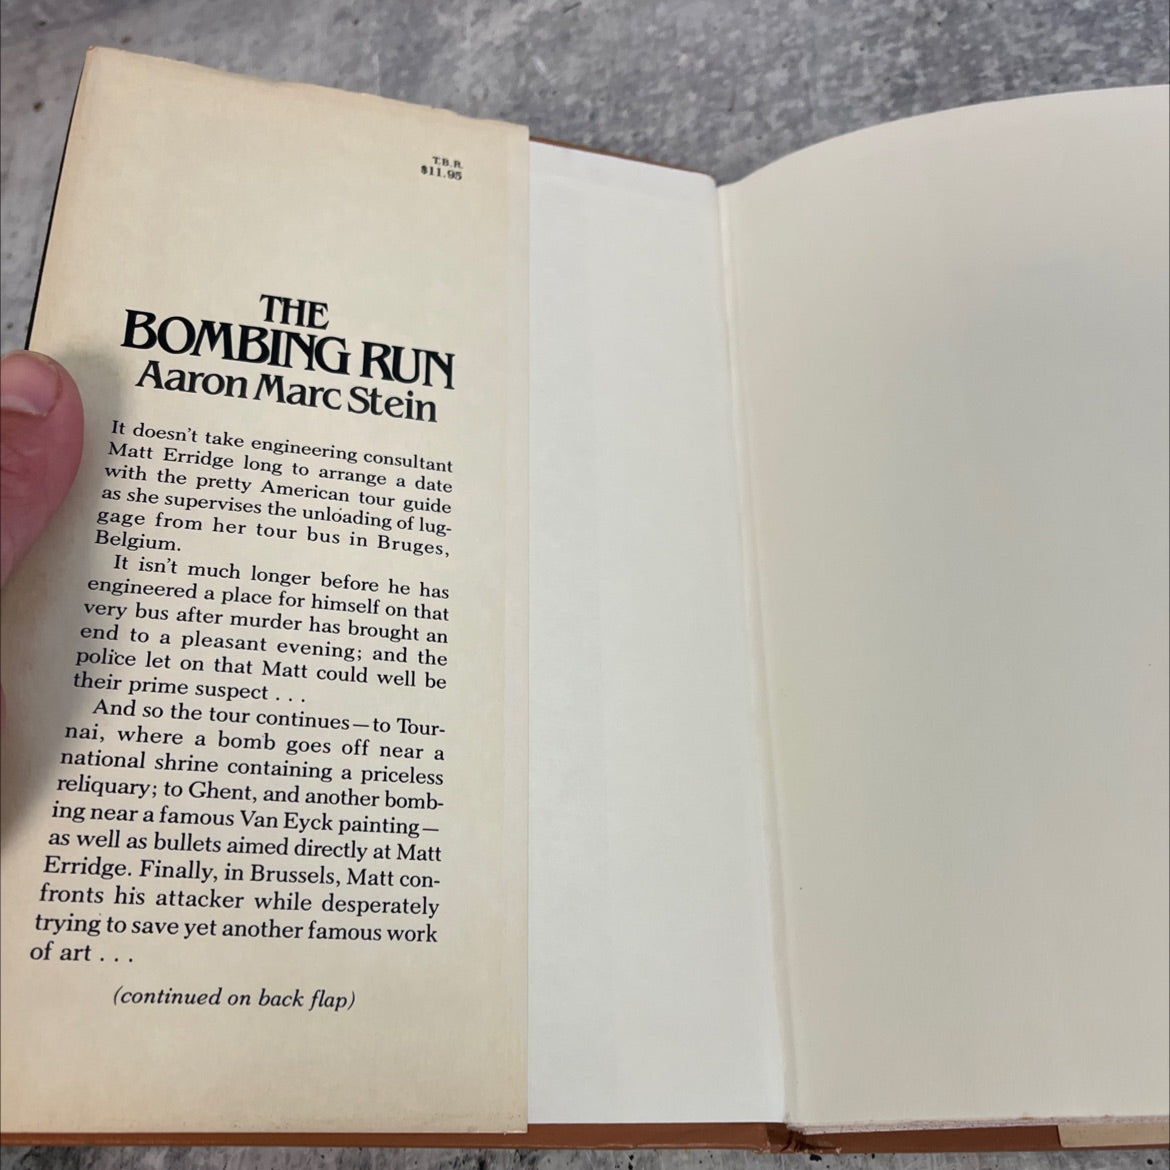 T.B.R.
$11.95
THE
BOMBING RUN
Aaron Marc Stein
It doesn't take engineering consultant
Matt Erridge long to arrange a date
with the pretty American tour guide
as she supervises the unloading of lug-
gage from her tour bus in Bruges,
Belgium.
It isn't much longer before he has
engineered a place for himself on that
very bus after murder has brought an
end to a pleasant evening; and the
police let on that Matt could well be
their prime suspect . . .
And so the tour continues—to Tour-
nai, where a bomb goes off near a
national shrine containing a priceless
reliquary; to Ghent, and another bomb-
ing near a famous Van Eyck painting—
as well as bullets aimed directly at Matt
Erridge. Finally, in Brussels, Matt con-
fronts his attacker while desperately
trying to save yet another famous work
of art . . .
(continued on back flap)